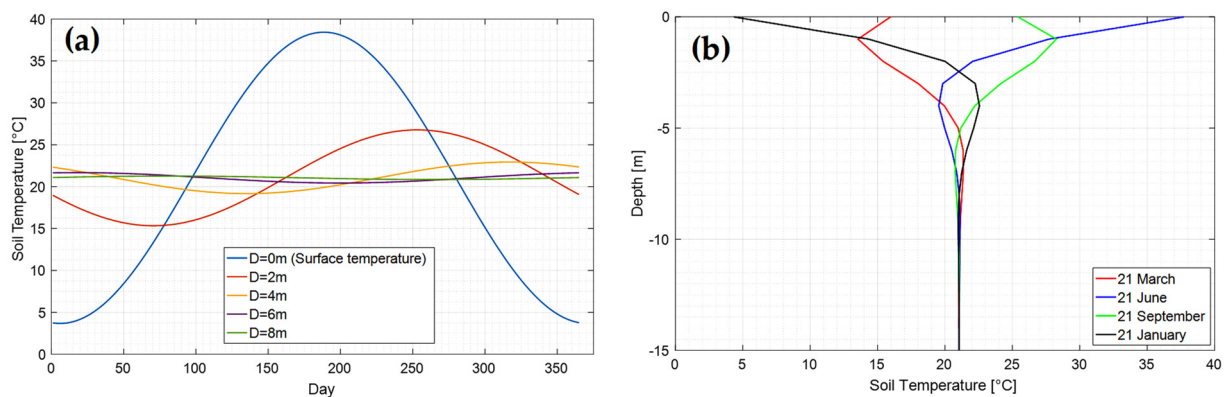 (a)
Soil Temperature [°C]
40
35
30
25
20
15
10
5
0
D=0m (Surface temperature)
D=2m
D=4m
D=6m
D=8m
0 50 100 150 200 250 300 350
Day
(b)
Depth [m]
0
-5
-10
-15
21 March
21 June
21 September
21 January
0 5 10 15 20 25 30 35 40
Soil Temperature [°C]